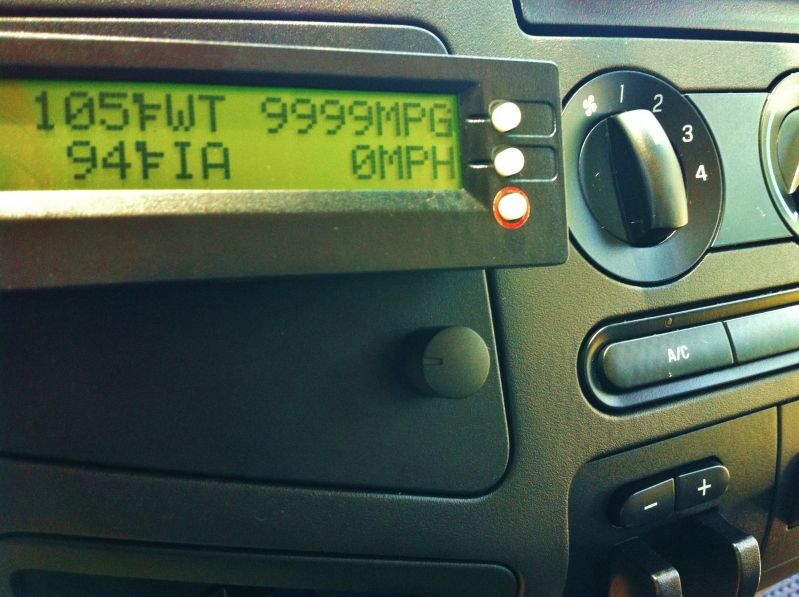 105°FWT 9999MPG
94°FIA 0MPH
1 2 3 4
A/C
- +